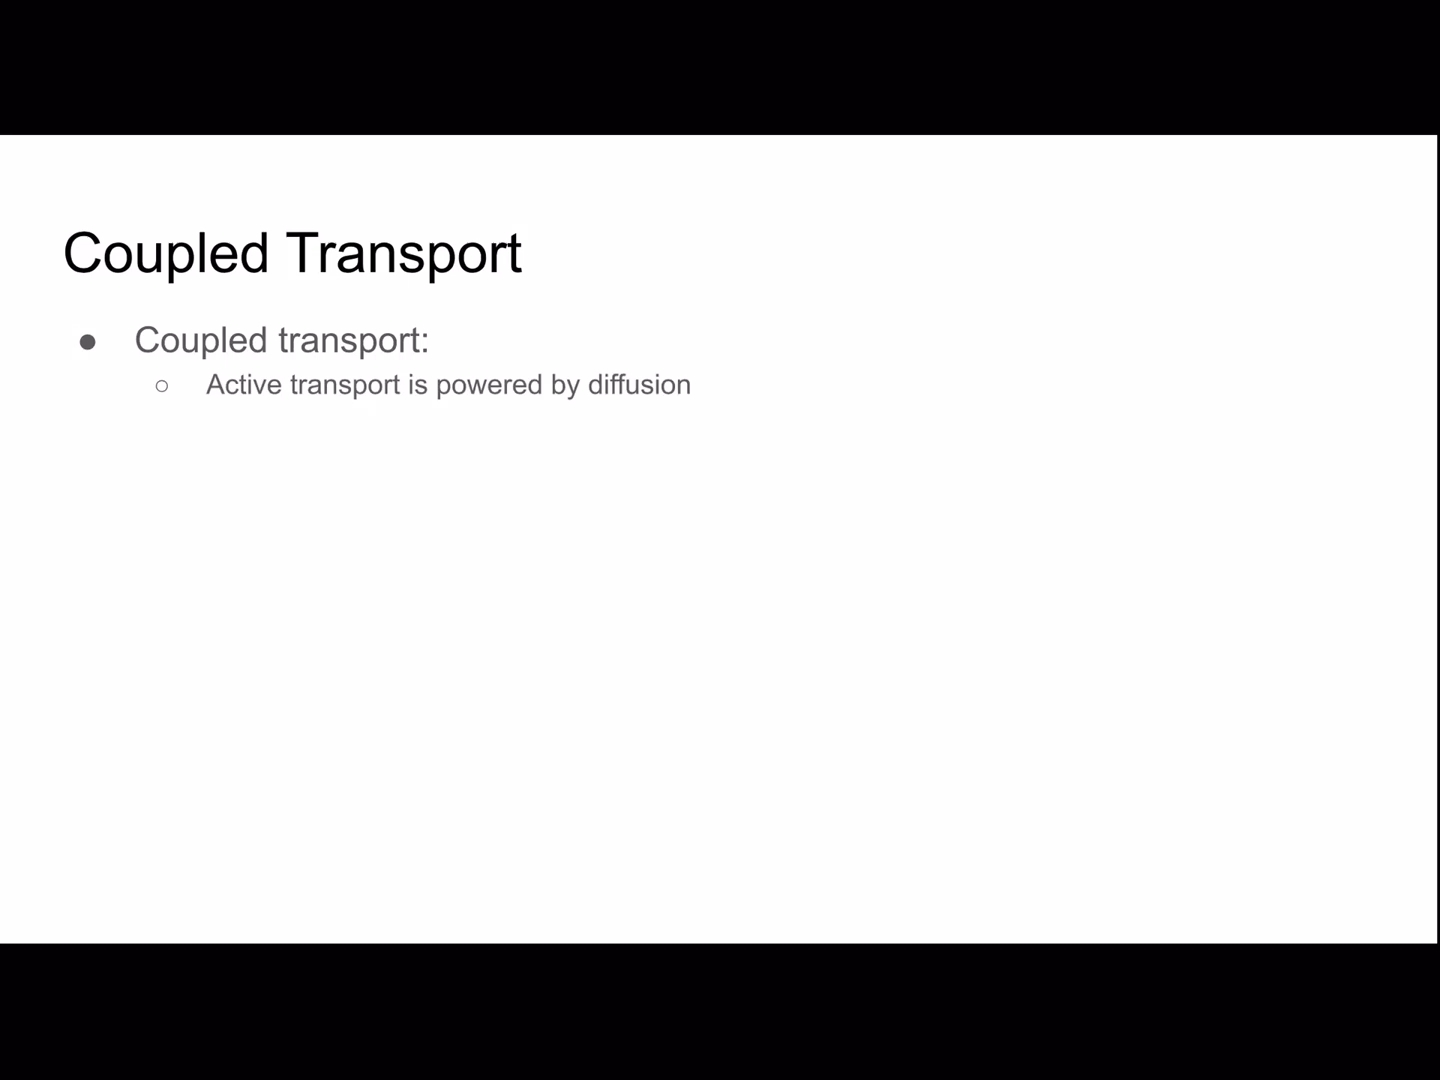 Coupled Transport
● Coupled transport:
○ Active transport is powered by diffusion